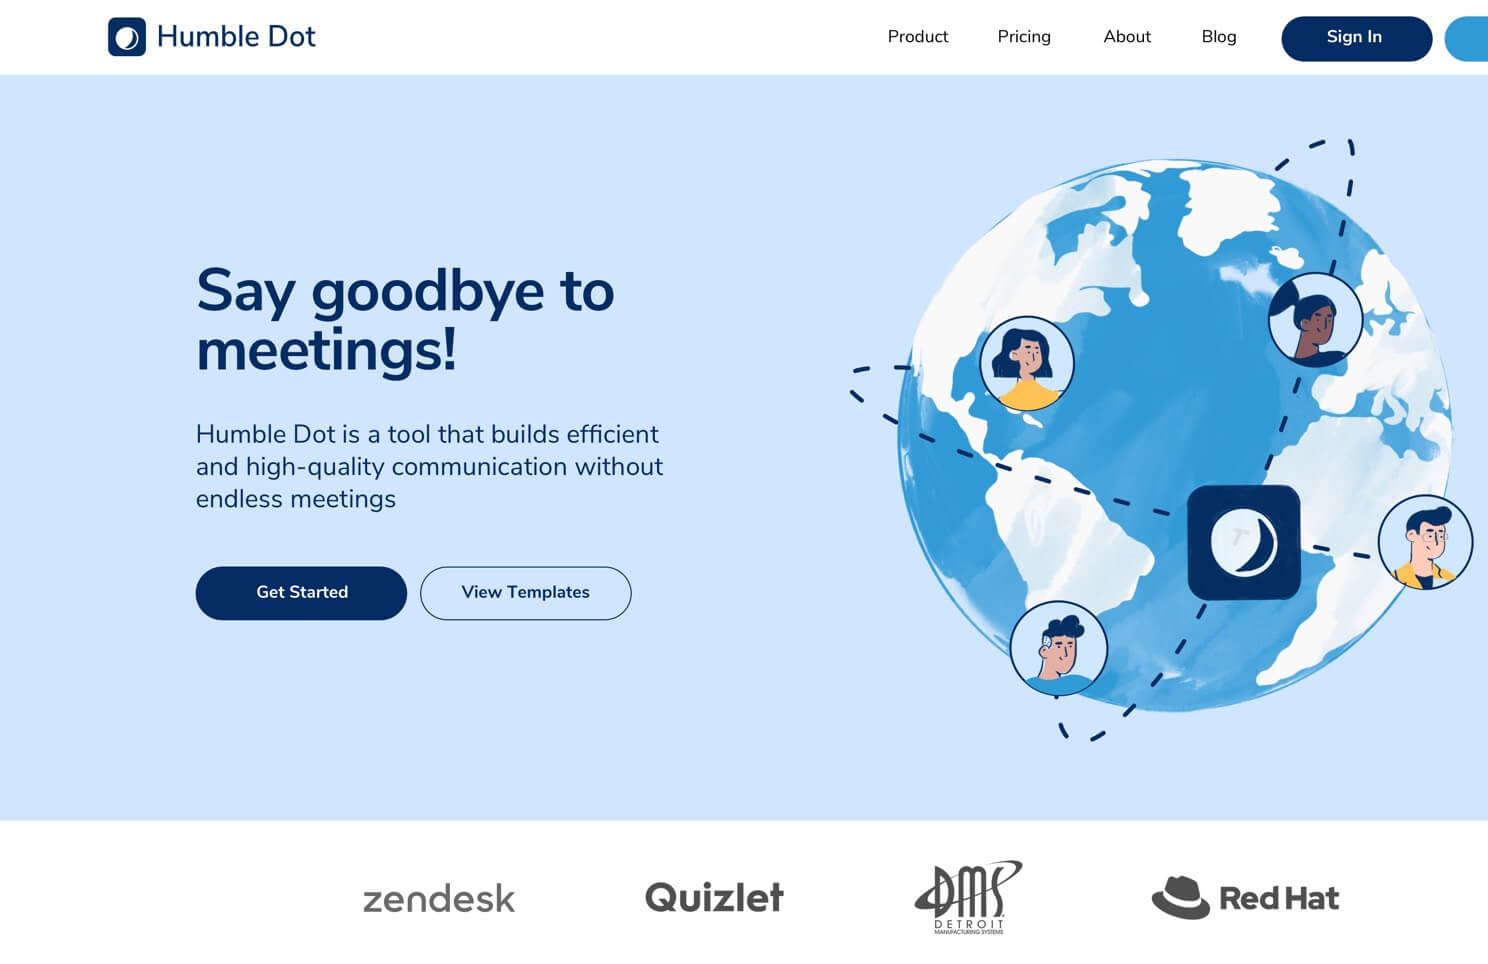 Humble Dot
Product
Pricing
About
Blog
Sign In
Say goodbye to
meetings!
Humble Dot is a tool that builds efficient
and high-quality communication without
endless meetings
Get Started
View Templates
zendesk
Quizlet
DMS
DETROIT
MANUFACTURING SYSTEMS
Red Hat